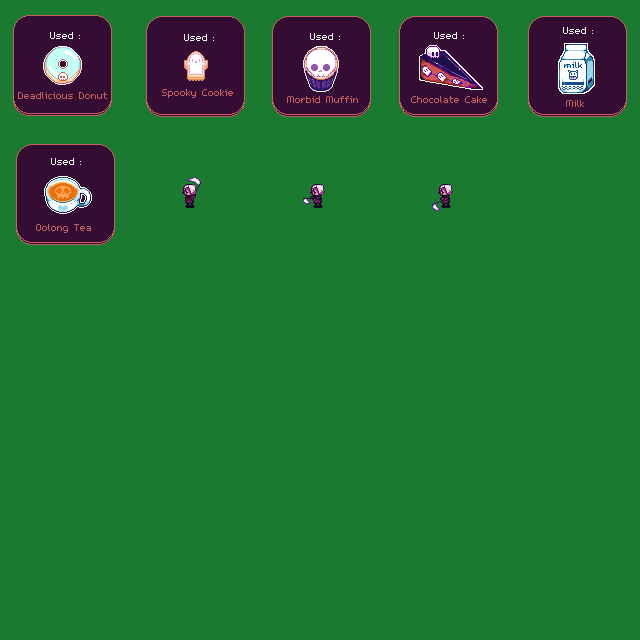 Used :
Deadlicious Donut
Used :
Spooky Cookie
Used :
Morbid Muffin
Used :
Chocolate Cake
Used :
milk
Milk
Used :
Oolong Tea